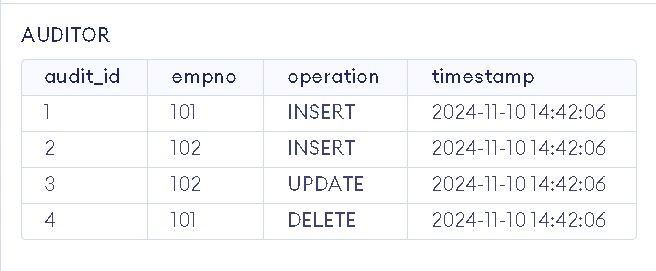 AUDITOR
audit_id empno operation timestamp
1 101 INSERT 2024-11-10 14:42:06
2 102 INSERT 2024-11-10 14:42:06
3 102 UPDATE 2024-11-10 14:42:06
4 101 DELETE 2024-11-10 14:42:06